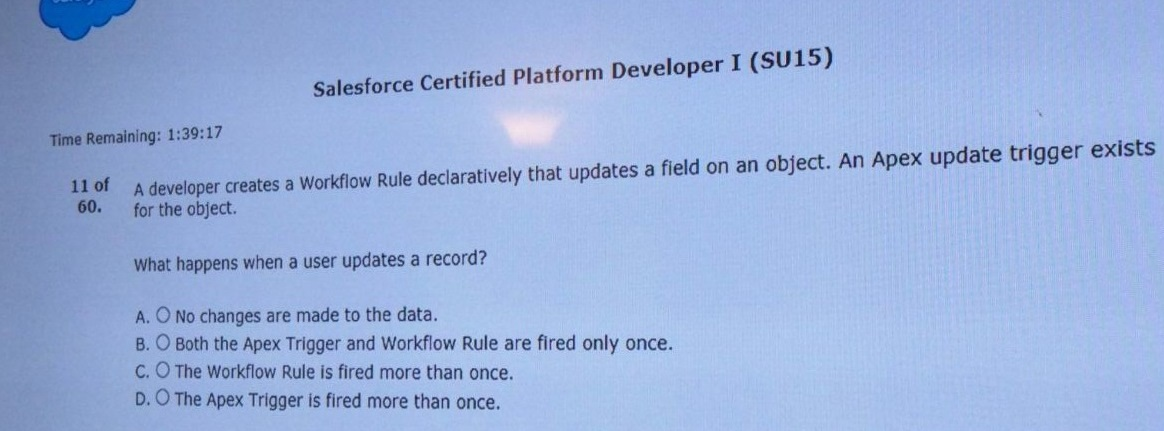 Salesforce Certified Platform Developer I (SU15)
Time Remaining: 1:39:17
11 of 60. A developer creates a Workflow Rule declaratively that updates a field on an object. An Apex update trigger exists
for the object.
What happens when a user updates a record?
A. No changes are made to the data.
B. Both the Apex Trigger and Workflow Rule are fired only once.
C. The Workflow Rule is fired more than once.
D. The Apex Trigger is fired more than once.